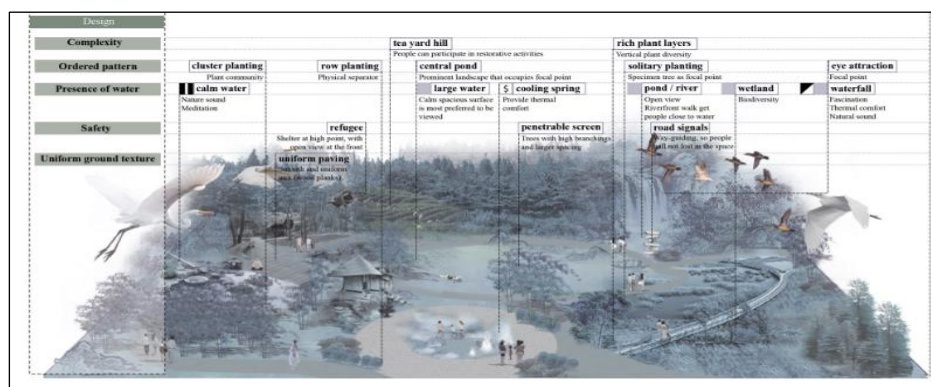 Design
Complexity
tea yard hill
People can participate in restorative activities
rich plant layers
Vertical plant diversity
Ordered pattern
cluster planting
Plant community
row planting
Physical separator
central pond
Prominent landscape that occupies focal point
solitary planting
Specimen tree as focal point
eye attraction
Focal point
Presence of water
calm water
Nature sound
Meditation
large water
Calm spacious surface
is most preferred to be
viewed
$ cooling spring
Provide thermal
comfort
pond / river
Open view
Riverfront walk get
people close to water
wetland
Biodiversity
waterfall
Fascination
Thermal comfort
Natural sound
Safety
refugee
Shelter at high point, with
open view at the front
penetrable screen
Trees with high branchings
and larger spacing
road signals
Way-guiding, so people
lost in the space
Uniform ground texture
uniform paving
Smooth and uniform
planks)